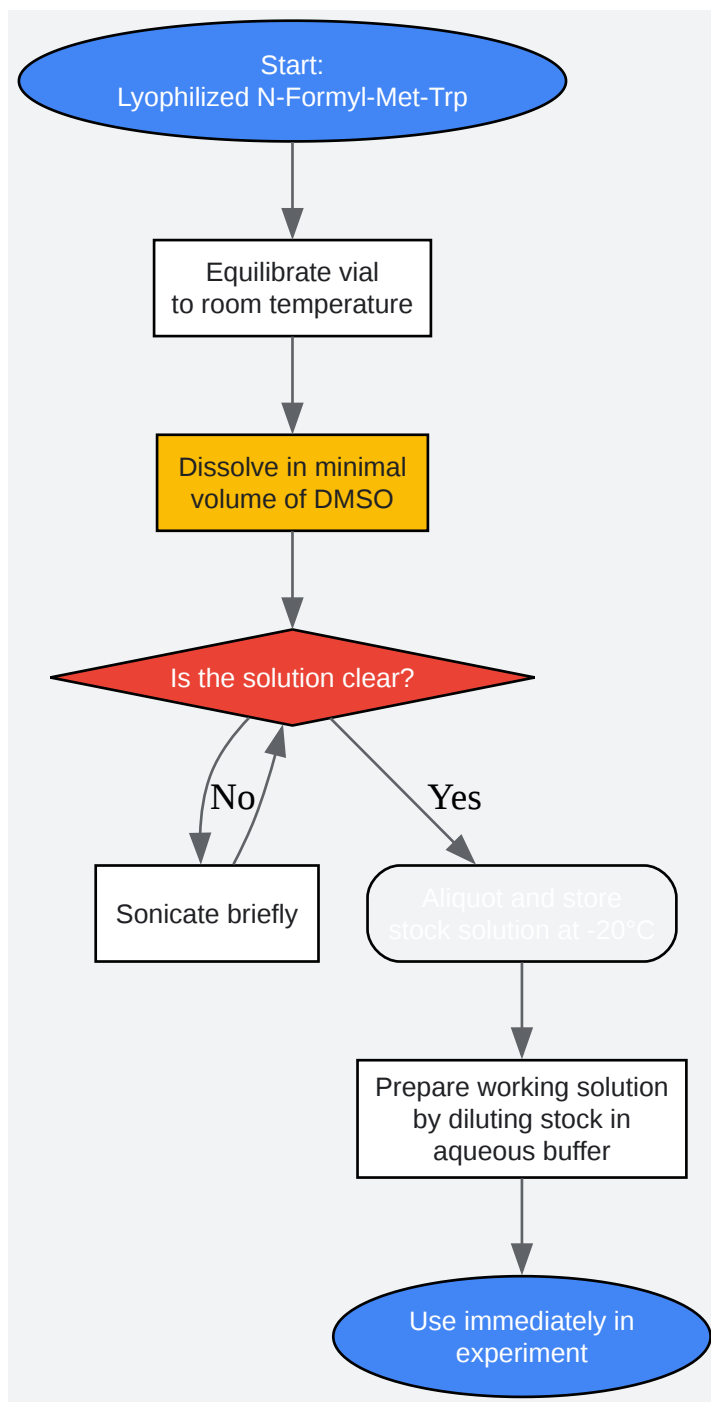 Start:
Lyophilized N-Formyl-Met-Trp
Equilibrate vial
to room temperature
Dissolve in minimal
volume of DMSO
Is the solution clear?
No
Yes
Sonicate briefly
Aliquot and store
stock solution at -20°C
Prepare working solution
by diluting stock in
aqueous buffer
Use immediately in
experiment